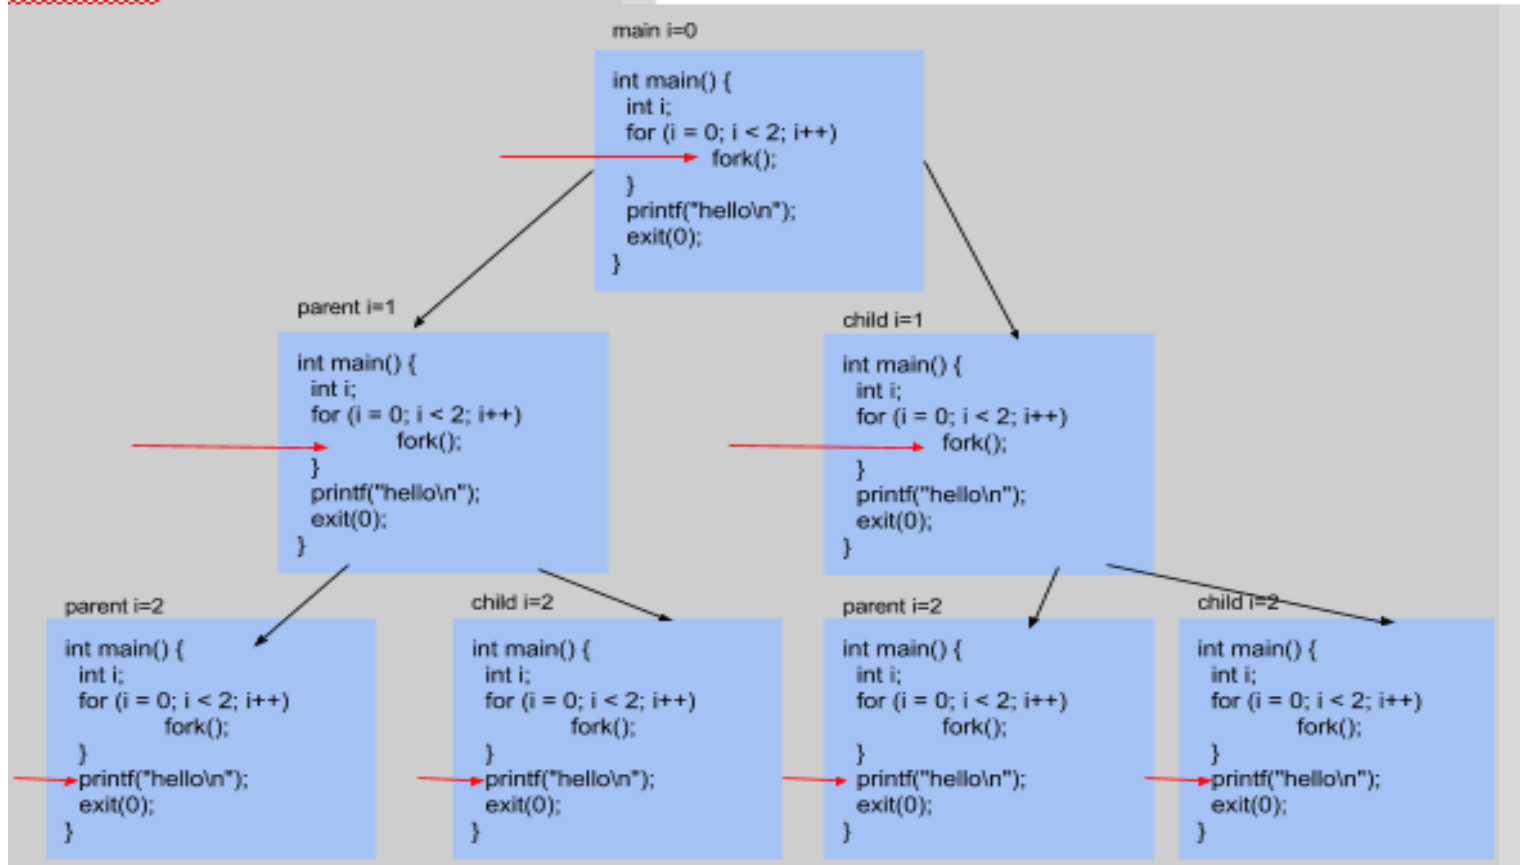 main i=0
int main() {
int i;
for (i = 0; i < 2; i++)
fork();
}
printf("hello\n");
exit(0);
}
parent i=1
int main() {
int i;
for (i = 0; i < 2; i++)
fork();
}
printf("hello\n");
exit(0);
}
child i=1
int main() {
int i;
for (i = 0; i < 2; i++)
fork();
}
printf("hello\n");
exit(0);
}
parent i=2
int main() {
int i;
for (i = 0; i < 2; i++)
fork();
}
printf("hello\n");
exit(0);
}
child i=2
int main() {
int i;
for (i = 0; i < 2; i++)
fork();
}
printf("hello\n");
exit(0);
}
parent i=2
int main() {
int i;
for (i = 0; i < 2; i++)
fork();
}
printf("hello\n");
exit(0);
}
child i=2
int main() {
int i;
for (i = 0; i < 2; i++)
fork();
}
printf("hello\n");
exit(0);
}